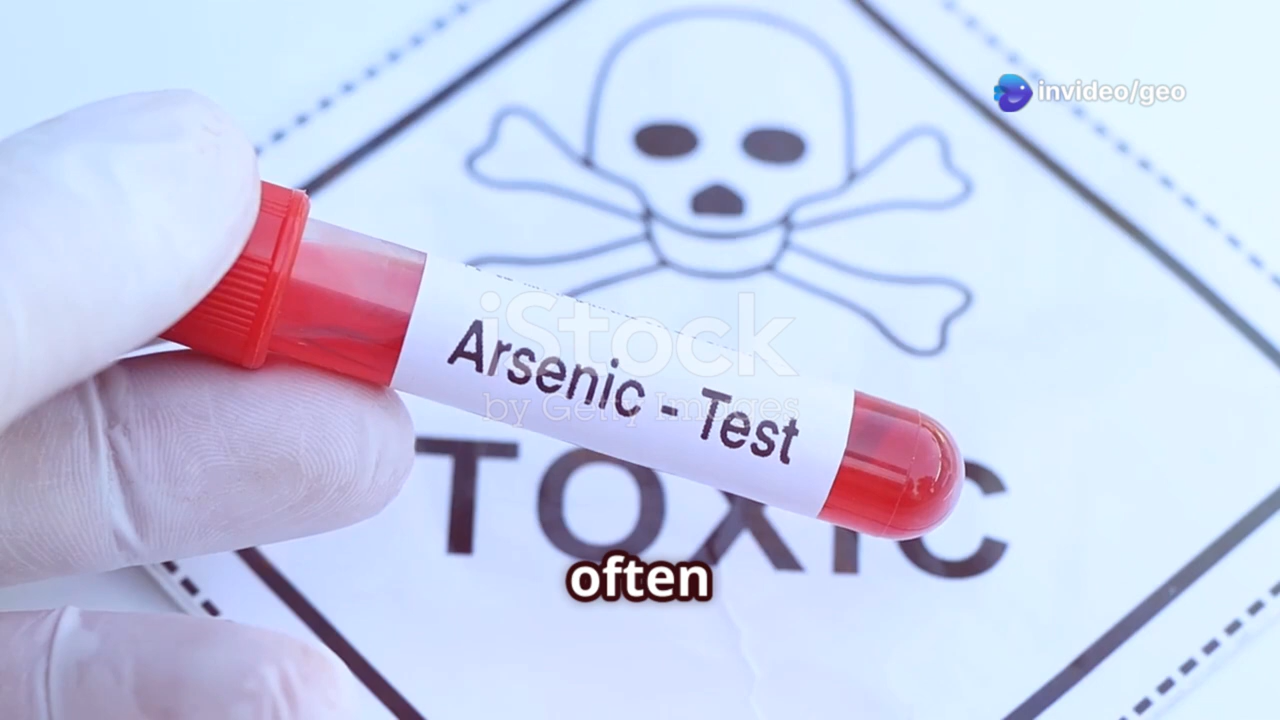 invideo/geo
iStock
by Getty Images
Arsenic - Test
TOXIC
often